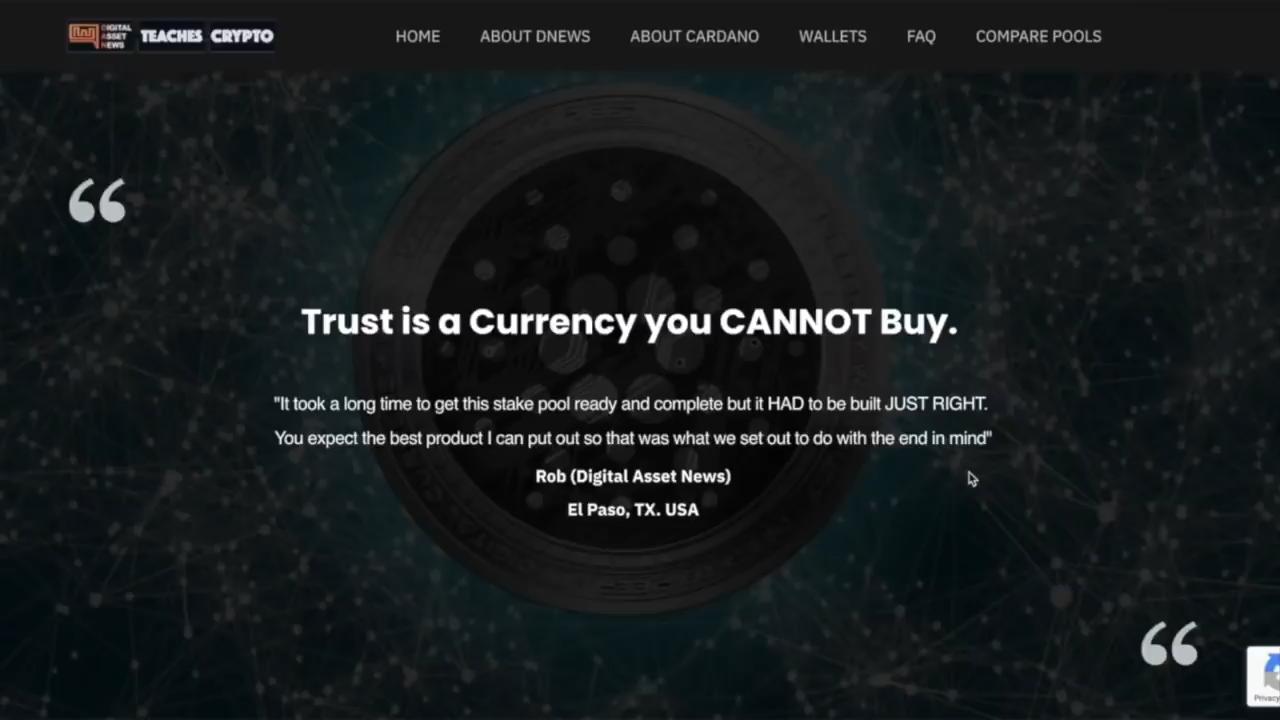 DIGITAL
ASSET
NEWS
TEACHES CRYPTO
HOME ABOUT DNEWS ABOUT CARDANO WALLETS FAQ COMPARE POOLS
“
Trust is a Currency you CANNOT Buy.
"It took a long time to get this stake pool ready and complete but it HAD to be built JUST RIGHT.
You expect the best product I can put out so that was what we set out to do with the end in mind"
Rob (Digital Asset News)
El Paso, TX. USA
“
Privacy